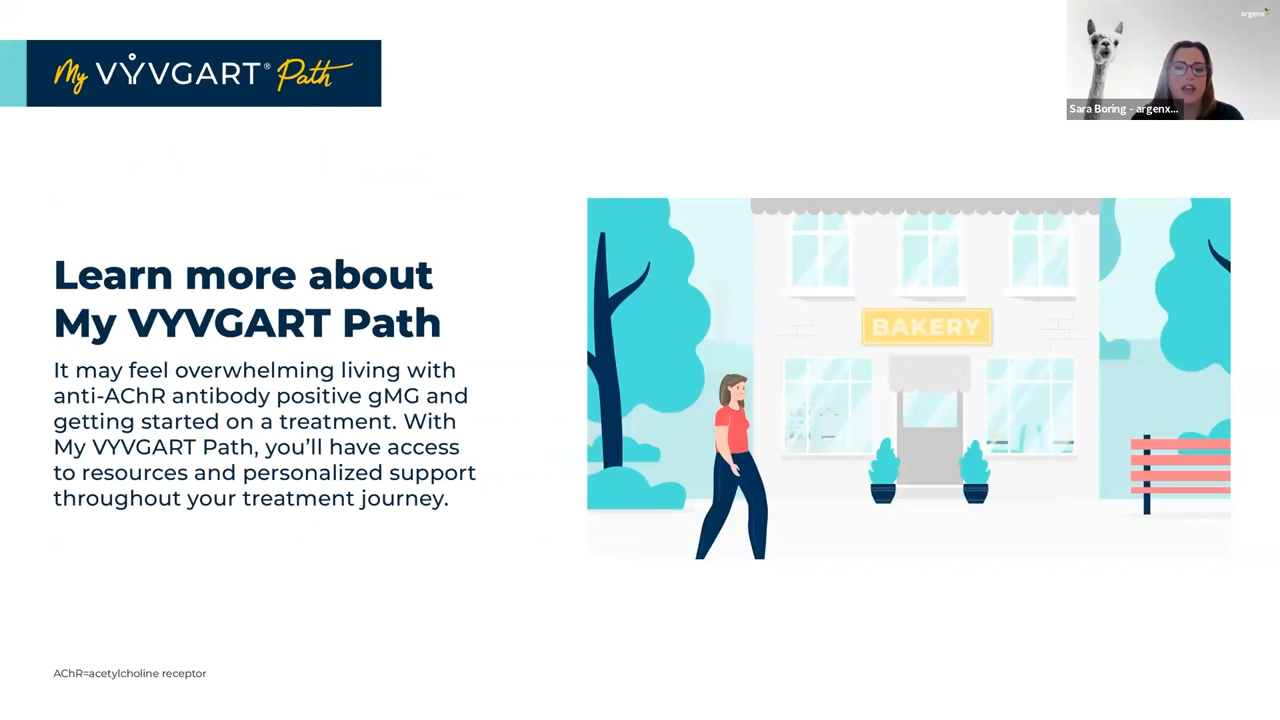 My VYVGART® Path
argenx
Sara Boring - argenx...
BAKERY
Learn more about
My VYVGART Path
It may feel overwhelming living with
anti-AChR antibody positive gMG and
getting started on a treatment. With
My VYVGART Path, you’ll have access
to resources and personalized support
throughout your treatment journey.
AChR=acetylcholine receptor